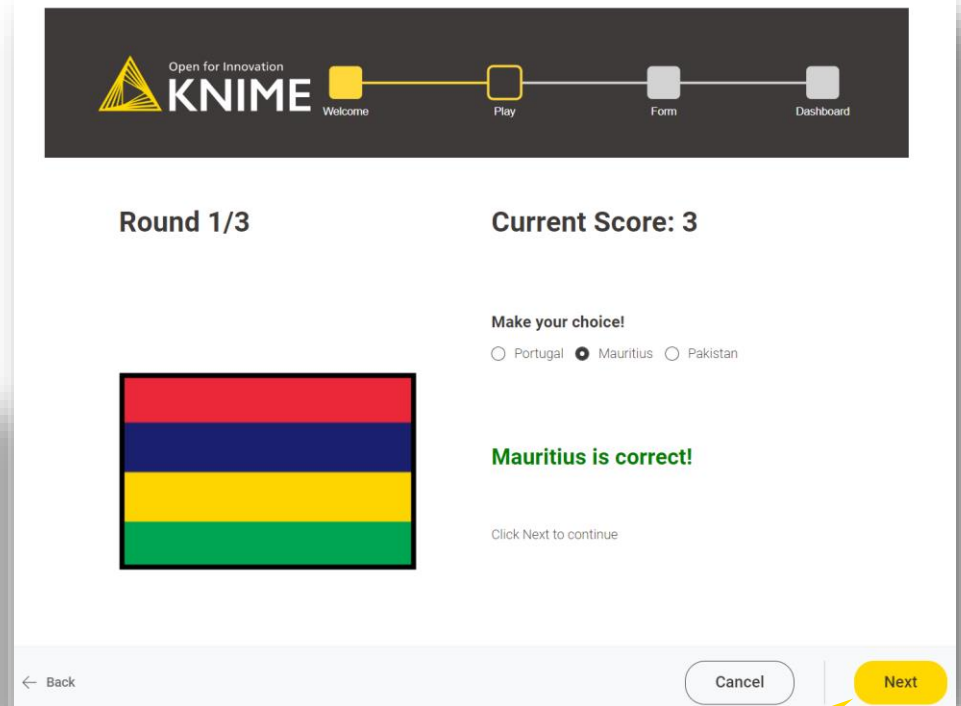 Open for Innovation
KNIME
Welcome
Play
Form
Dashboard
Round 1/3
Current Score: 3
Make your choice!
Portugal Mauritius Pakistan
Mauritius is correct!
Click Next to continue
Back
Cancel
Next